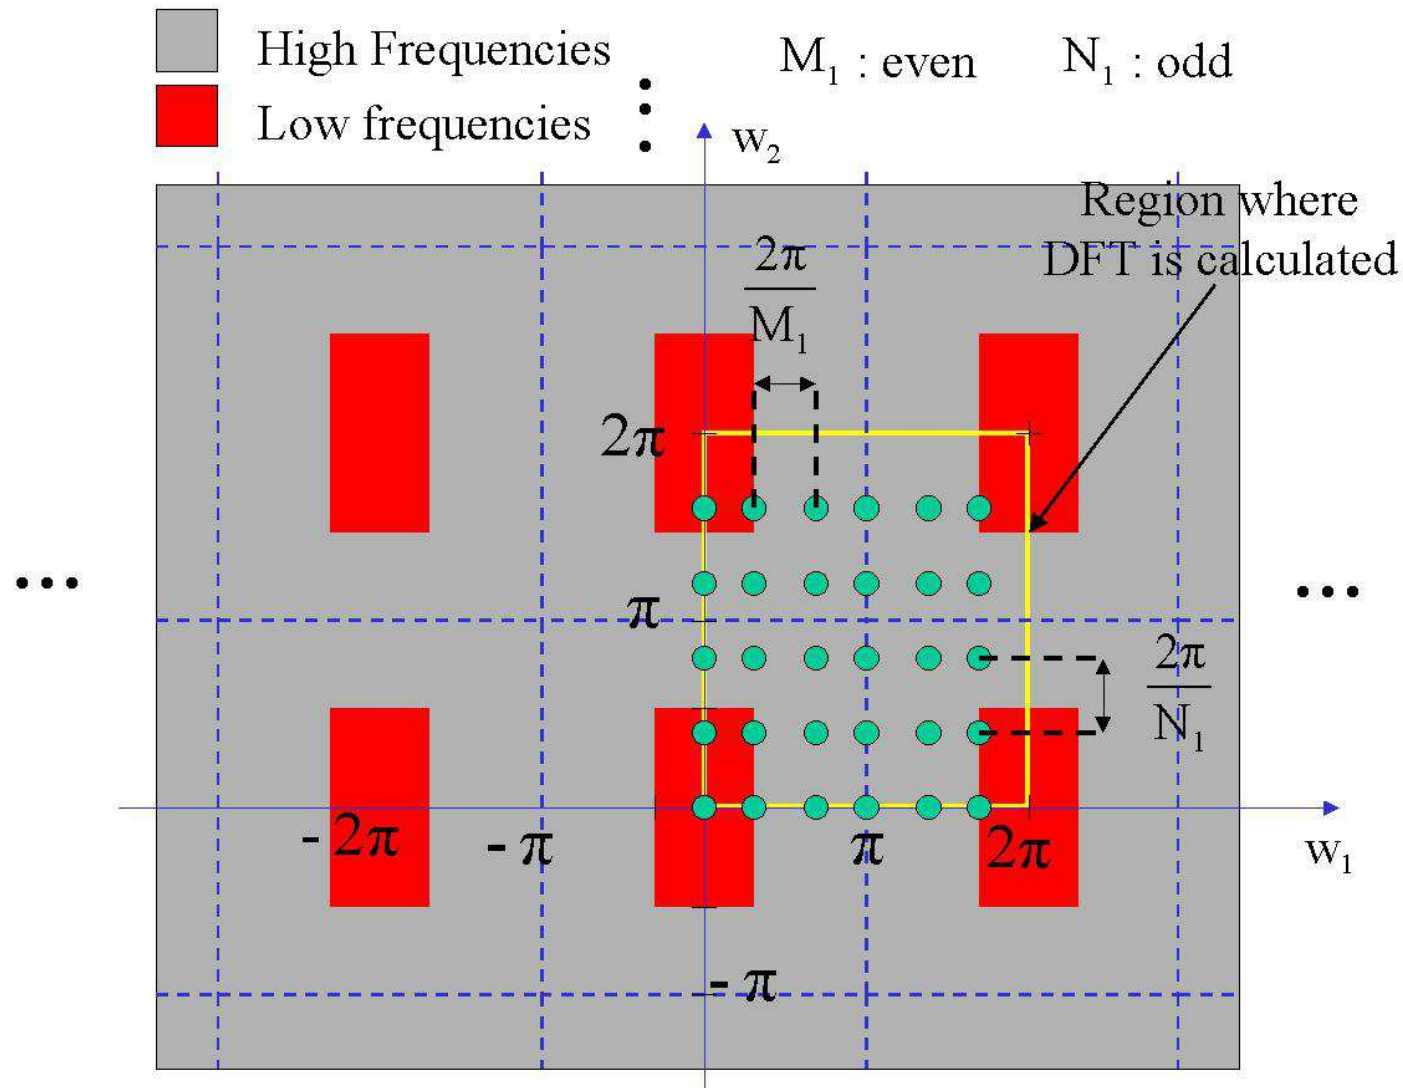 High Frequencies
M₁ : even
N₁ : odd
Low frequencies
w₂
Region where
DFT is calculated
2π
M₁
2π
π
2π
N₁
- 2π
- π
π
2π
w₁
- π